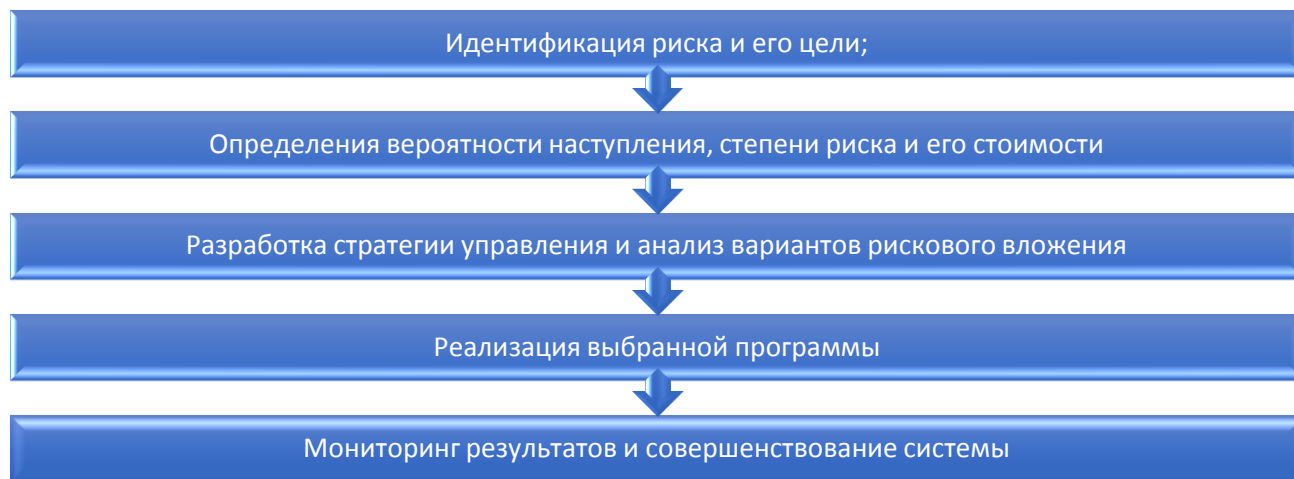 Идентификация риска и его цели;
Определения вероятности наступления, степени риска и его стоимости
Разработка стратегии управления и анализ вариантов рискового вложения
Реализация выбранной программы
Мониторинг результатов и совершенствование системы